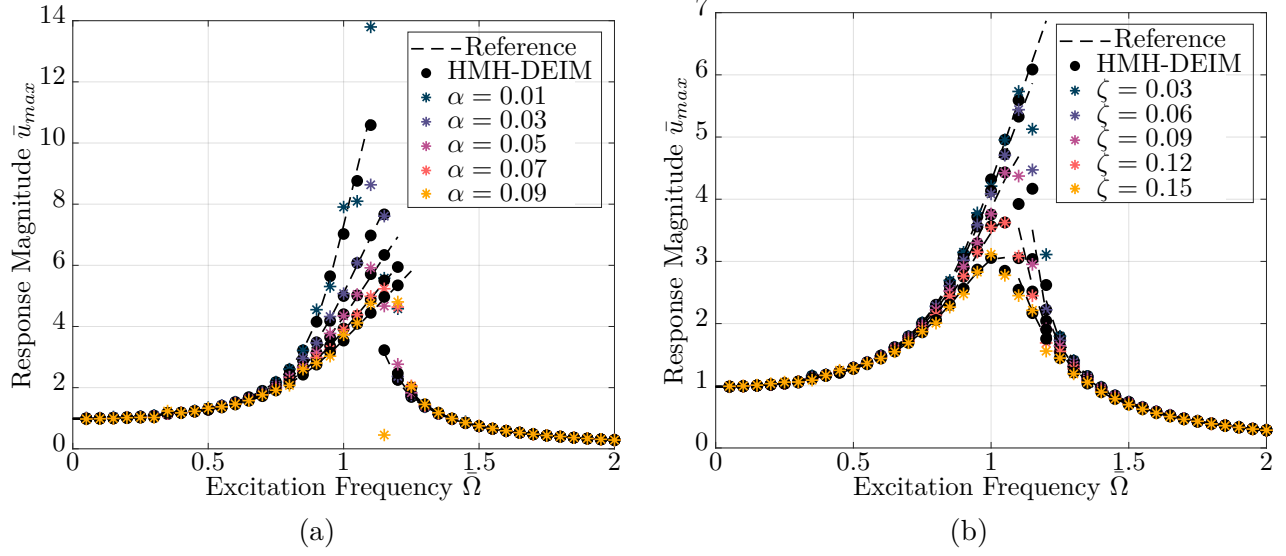 14
12
10
8
6
4
2
0
Response Magnitude ūmax
0
0.5
1
1.5
2
Excitation Frequency Ω̄
Reference
HMH-DEIM
α = 0.01
α = 0.03
α = 0.05
α = 0.07
α = 0.09
(a)
7
6
5
4
3
2
1
0
Response Magnitude ūmax
0
0.5
1
1.5
2
Excitation Frequency Ω̄
Reference
HMH-DEIM
ζ = 0.03
ζ = 0.06
ζ = 0.09
ζ = 0.12
ζ = 0.15
(b)